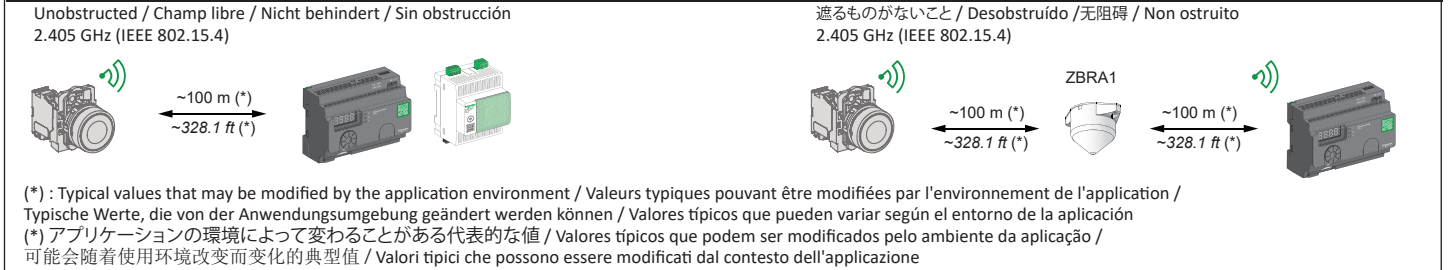 Unobstructed / Champ libre / Nicht behindert / Sin obstrucción
2.405 GHz (IEEE 802.15.4)
~100 m (*)
~328.1 ft (*)
遮るものがないこと / Desobstruído /无阻碍 / Non ostruito
2.405 GHz (IEEE 802.15.4)
ZBRA1
~100 m (*)
~328.1 ft (*)
~100 m (*)
~328.1 ft (*)
(*) : Typical values that may be modified by the application environment / Valeurs typiques pouvant être modifiées par l'environnement de l'application /
Typische Werte, die von der Anwendungsumgebung geändert werden können / Valores típicos que pueden variar según el entorno de la aplicación
(*) アプリケーションの環境によって変わることがある代表的な値 / Valores típicos que podem ser modificados pelo ambiente da aplicação /
可能会随着使用环境改变而变化的典型值 / Valori tipici che possono essere modificati dal contesto dell'applicazione